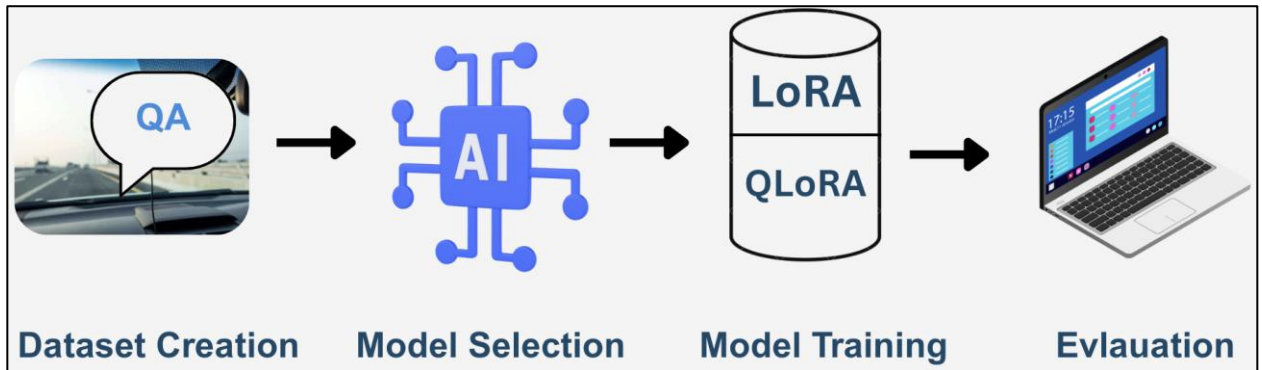 QA
AI
LoRA
QLoRA
17:15
Dataset Creation
Model Selection
Model Training
Evlauation